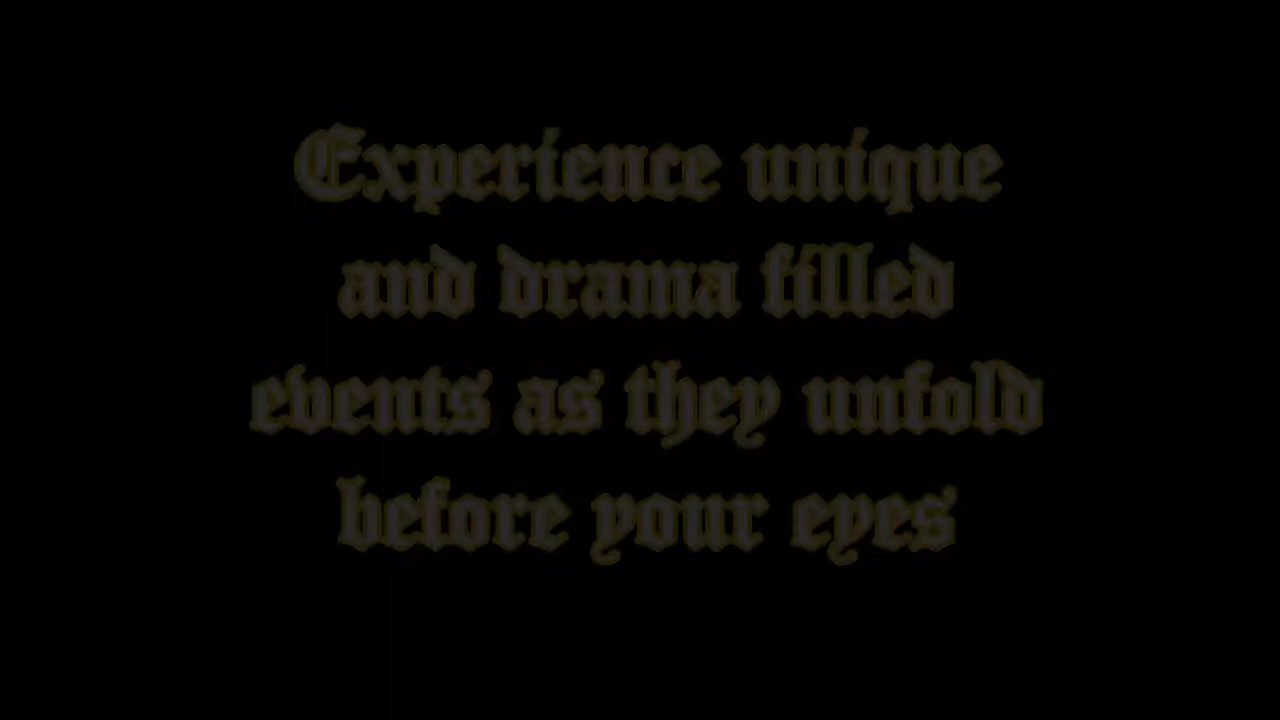 Experience unique
and drama filled
events as they unfold
before your eyes